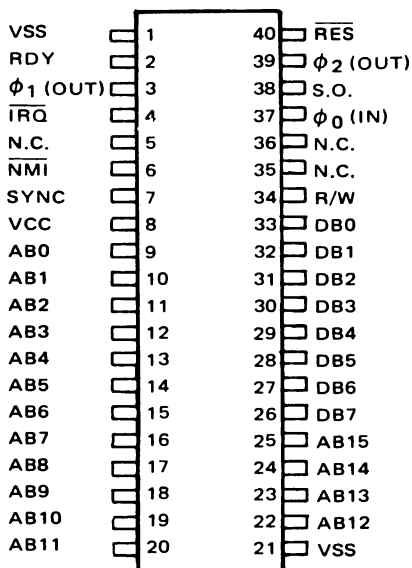 VSS 1 40 R̅E̅S̅
RDY 2 39 ϕ2 (OUT)
ϕ1 (OUT) 3 38 S.O.
I̅R̅Q̅ 4 37 ϕ0 (IN)
N.C. 5 36 N.C.
N̅M̅I̅ 6 35 N.C.
SYNC 7 34 R/W
VCC 8 33 DB0
AB0 9 32 DB1
AB1 10 31 DB2
AB2 11 30 DB3
AB3 12 29 DB4
AB4 13 28 DB5
AB5 14 27 DB6
AB6 15 26 DB7
AB7 16 25 AB15
AB8 17 24 AB14
AB9 18 23 AB13
AB10 19 22 AB12
AB11 20 21 VSS